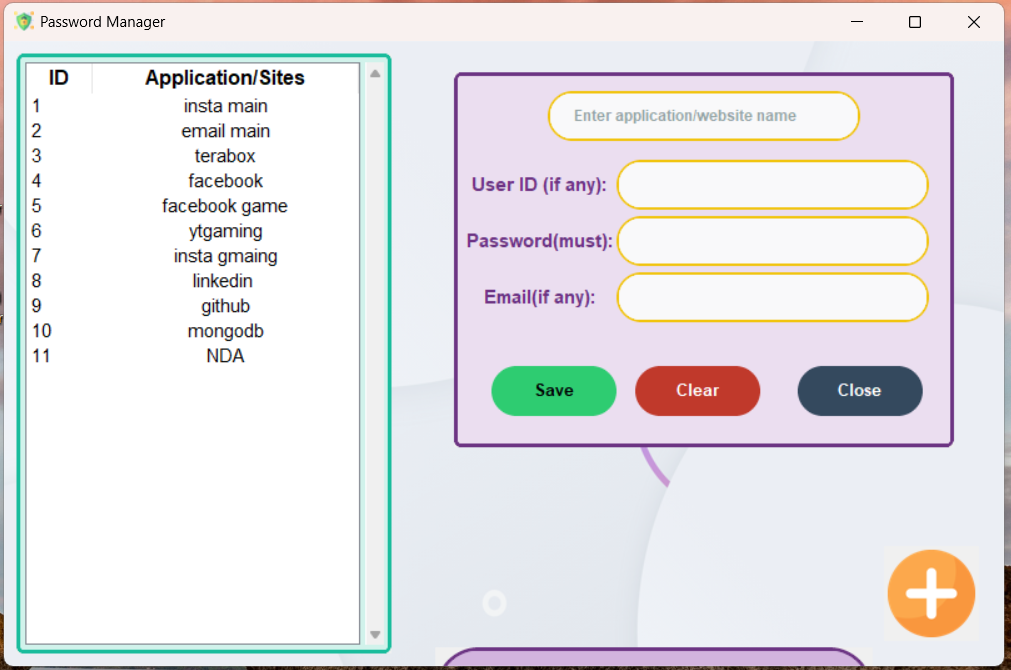 Password Manager
ID Application/Sites
1 insta main
2 email main
3 terabox
4 facebook
5 facebook game
6 ytgaming
7 insta gmaing
8 linkedin
9 github
10 mongodb
11 NDA
Enter application/website name
User ID (if any):
Password(must):
Email(if any):
Save Clear Close